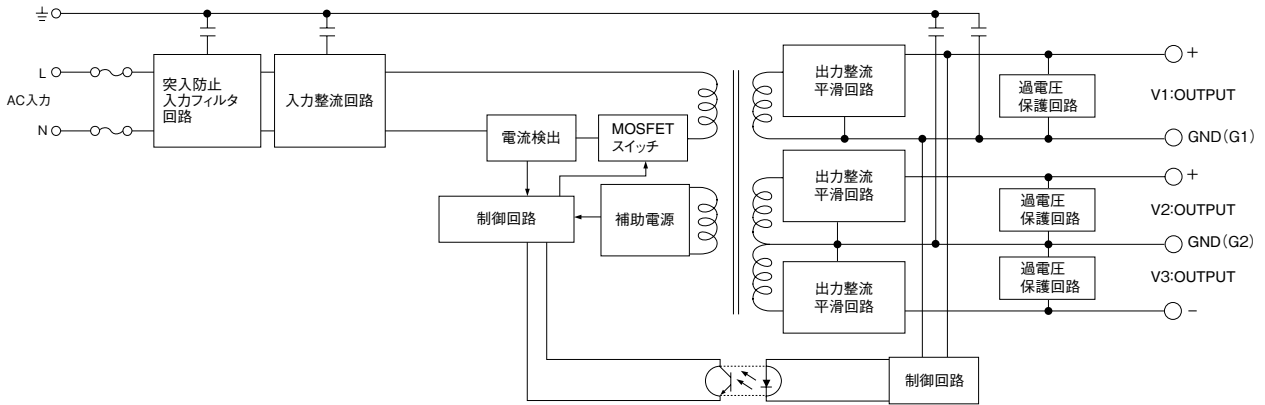 L
AC入力
N
突入防止
入力フィルタ
回路
入力整流回路
電流検出
MOSFET
スイッチ
制御回路
補助電源
出力整流
平滑回路
過電圧
保護回路
+
V1:OUTPUT
GND(G1)
出力整流
平滑回路
過電圧
保護回路
+
V2:OUTPUT
GND(G2)
出力整流
平滑回路
過電圧
保護回路
V3:OUTPUT
-
制御回路